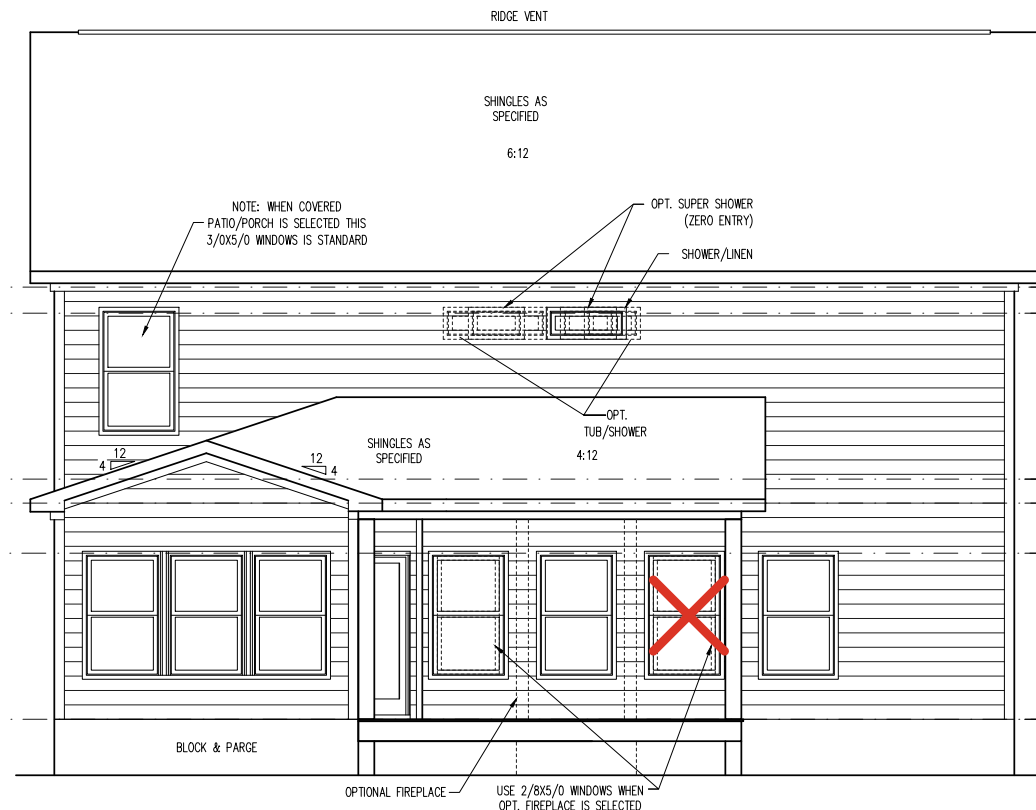 RIDGE VENT
SHINGLES AS
SPECIFIED
6:12
NOTE: WHEN COVERED
PATIO/PORCH IS SELECTED THIS
3/0X5/0 WINDOWS IS STANDARD
OPT. SUPER SHOWER
(ZERO ENTRY)
SHOWER/LINEN
OPT.
TUB/SHOWER
SHINGLES AS
SPECIFIED
4:12
12
4
12
4
BLOCK & PARGE
OPTIONAL FIREPLACE
USE 2/8X5/0 WINDOWS WHEN
OPT. FIREPLACE IS SELECTED